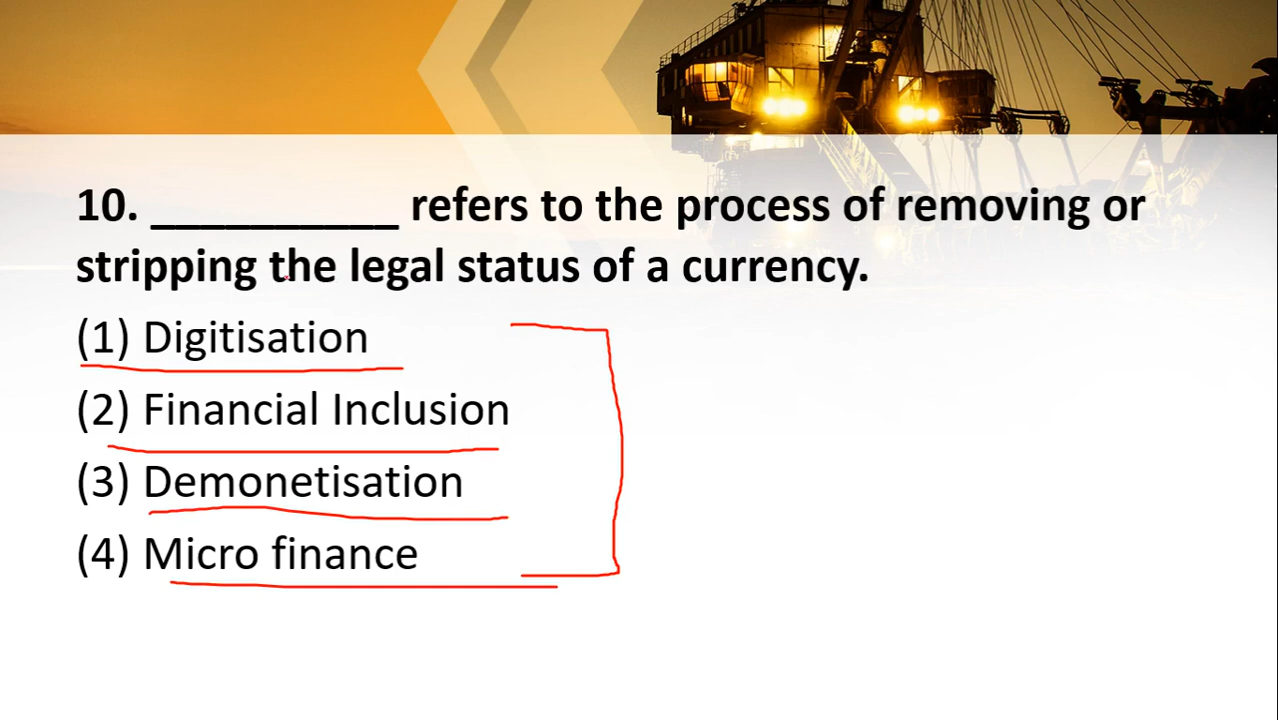 10. __________ refers to the process of removing or
stripping the legal status of a currency.
(1) Digitisation
(2) Financial Inclusion
(3) Demonetisation
(4) Micro finance